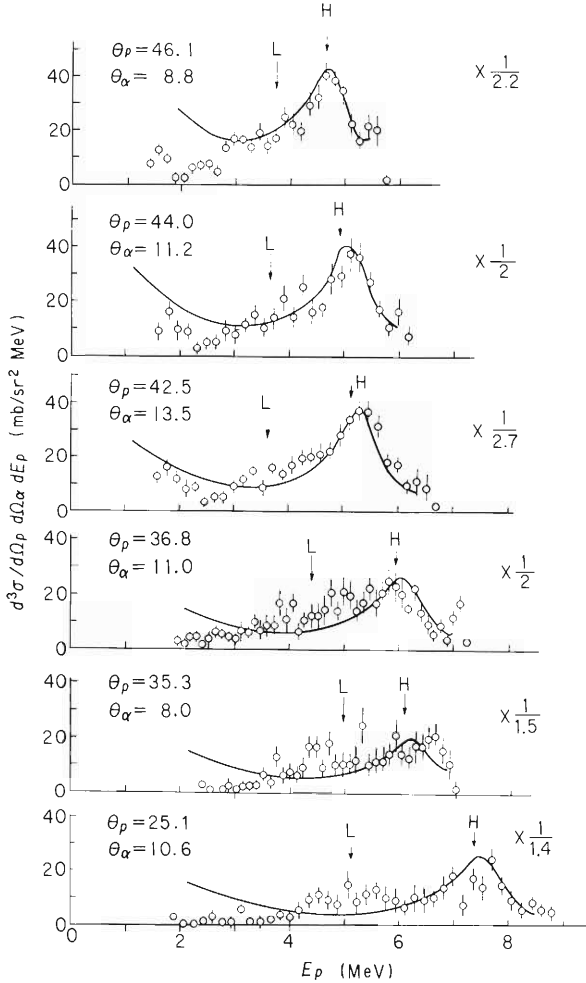 H
L
θp=46.1
θα= 8.8
× 1/2.2
40
20
0
H
L
θp=44.0
θα=11.2
× 1/2
40
20
0
H
L
θp=42.5
θα=13.5
× 1/2.7
40
20
0
H
L
θp=36.8
θα=11.0
× 1/2
40
20
0
H
L
θp=35.3
θα= 8.0
× 1/1.5
40
20
0
H
L
θp=25.1
θα=10.6
× 1/1.4
40
20
0
0 2 4 6 8
Ep (MeV)
d³σ/dΩp dΩα dEp (mb/sr² MeV)